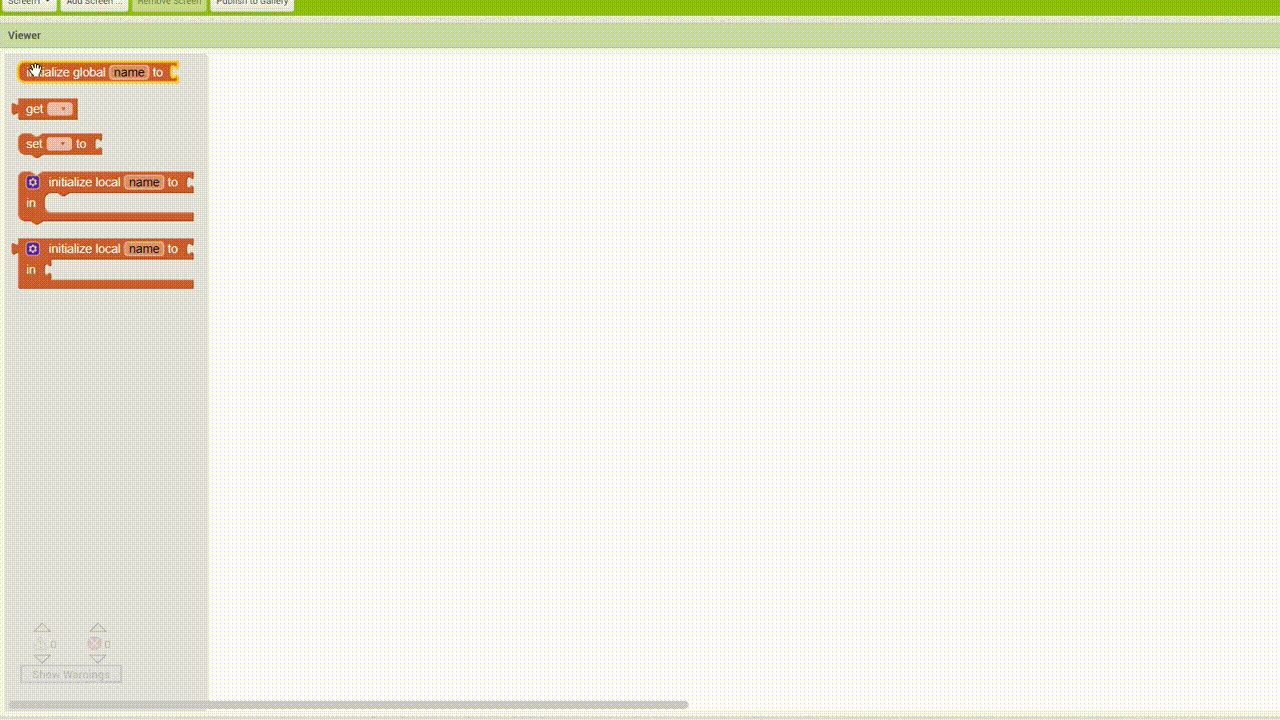 Screen1 Add Screen ... Remove Screen Publish to Gallery
Viewer
initialize global name to
get
set to
initialize local name to
in
initialize local name to
in
0 0
Show Warnings